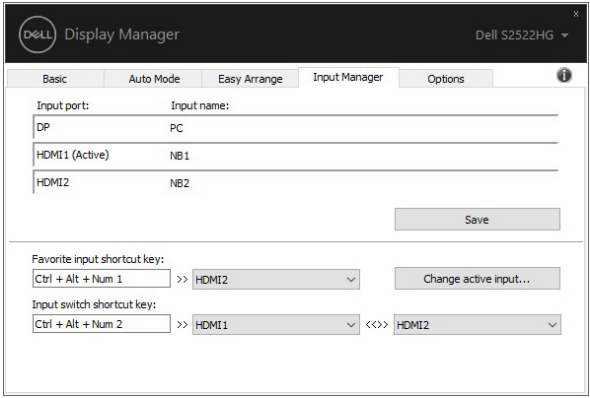 DELL Display Manager
x
Dell S2522HG
Basic Auto Mode Easy Arrange Input Manager Options i
Input port: Input name:
DP PC
HDMI1 (Active) NB1
HDMI2 NB2
Save
Favorite input shortcut key:
Ctrl + Alt + Num 1 >> HDMI2 Change active input...
Input switch shortcut key:
Ctrl + Alt + Num 2 >> HDMI1 <<>> HDMI2